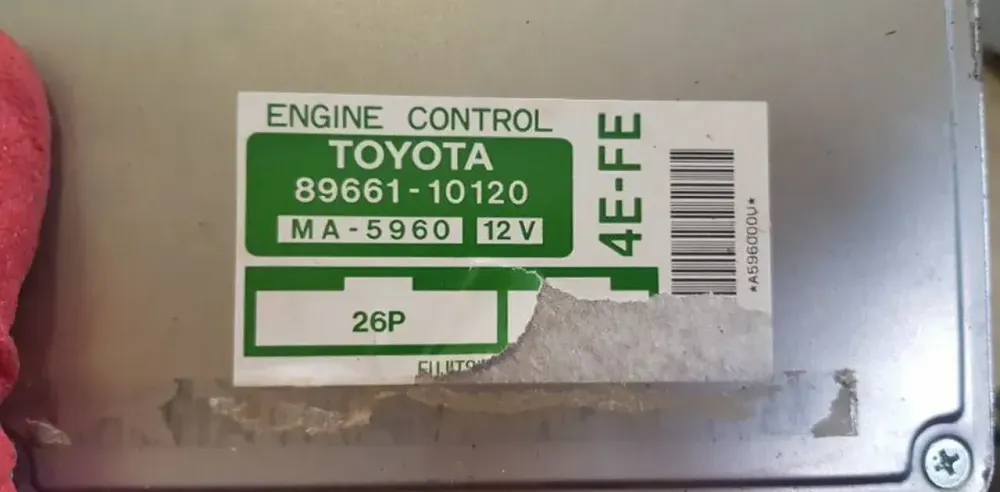 ENGINE CONTROL
TOYOTA
89661-10120
MA-5960 12V
4E-FE
*A596000U*
26P